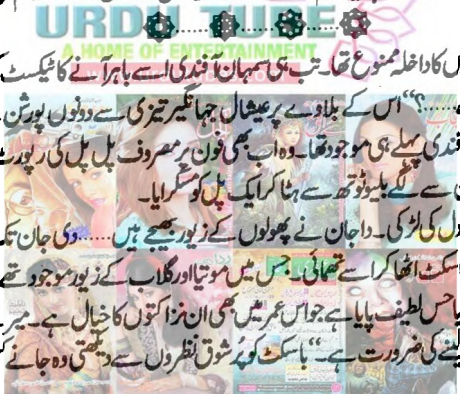 URDU TUBE
A HOME OF ENTERTAINMENT
کا داخلہ ممنوع تھا۔ تب ہی سمہان آفندی اسے باہر آنے کا ٹیکسٹ
؟“ اس کے بلاوے پر عیشال جہانگیر تیزی سے دونوں پورشن
آفندی پہلے ہی موجود تھا۔ وہ اب بھی فون پر مصروف پل پل کی رپورٹ
سے لگے بلیوٹوتھ سے ہٹا کر ایک پل کو مسکرایا۔
دل کی لڑکی۔ داجان نے پھولوں کے زیور بھیجے ہیں...... دی جان
باسکٹ اٹھا کر اسے تھمائی۔ جس میں موتیا اور گلاب کے زیور موجود تھے
حس لطیف پایا ہے جو اس عمر میں بھی ان نزاکتوں کا خیال ہے۔ میرے
لینے کی ضرورت ہے۔“ باسکٹ کو پرشوق نظروں سے دیکھتی وہ جانے